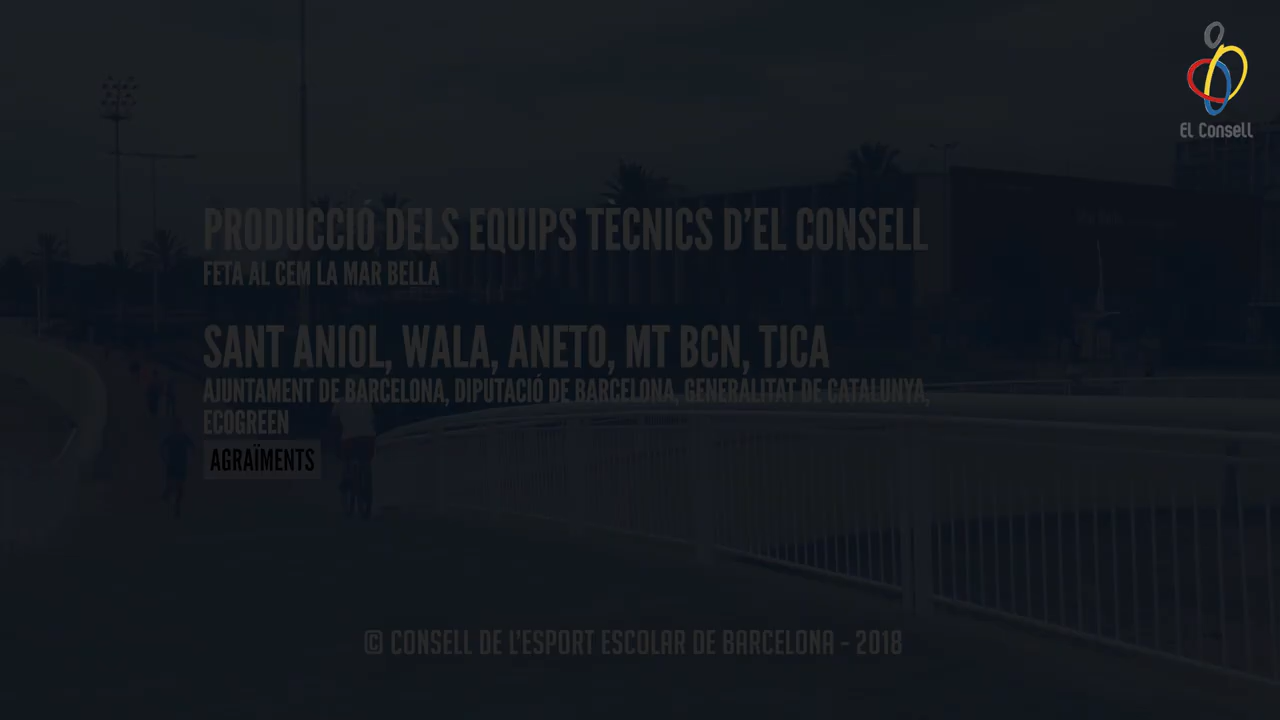 EL Consell
PRODUCCIÓ DELS EQUIPS TÈCNICS D'EL CONSELL
FETA AL CEM LA MAR BELLA
SANT ANIOL, WALA, ANETO, MT BCN, TJCA
AJUNTAMENT DE BARCELONA, DIPUTACIÓ DE BARCELONA, GENERALITAT DE CATALUNYA,
ECOGREEN
AGRAÏMENTS
© CONSELL DE L'ESPORT ESCOLAR DE BARCELONA - 2018